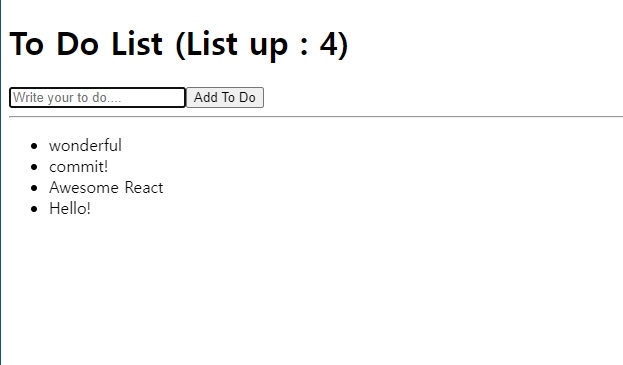 To Do List (List up : 4)
Write your to do.... Add To Do
wonderful
commit!
Awesome React
Hello!